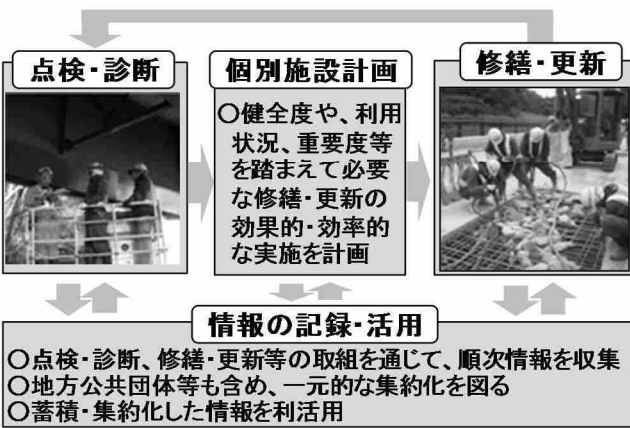 点検・診断
個別施設計画
修繕・更新
○健全度や、利用
状況、重要度等
を踏まえて必要
な修繕・更新の
効果的・効率的
な実施を計画
情報の記録・活用
○点検・診断、修繕・更新等の取組を通じて、順次情報を収集
○地方公共団体等も含め、一元的な集約化を図る
○蓄積・集約化した情報を利活用